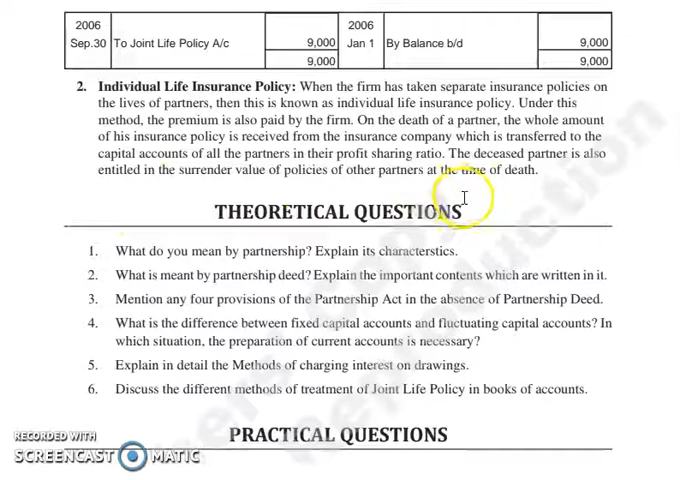 2006 2006
Sep.30 To Joint Life Policy A/c 9,000 Jan 1 By Balance b/d 9,000
9,000 9,000
2. Individual Life Insurance Policy: When the firm has taken separate insurance policies on
the lives of partners, then this is known as individual life insurance policy. Under this
method, the premium is also paid by the firm. On the death of a partner, the whole amount
of his insurance policy is received from the insurance company which is transferred to the
capital accounts of all the partners in their profit sharing ratio. The deceased partner is also
entitled in the surrender value of policies of other partners at the time of death.
THEORETICAL QUESTIONS
1. What do you mean by partnership? Explain its characterstics.
2. What is meant by partnership deed? Explain the important contents which are written in it.
3. Mention any four provisions of the Partnership Act in the absence of Partnership Deed.
4. What is the difference between fixed capital accounts and fluctuating capital accounts? In
which situation, the preparation of current accounts is necessary?
5. Explain in detail the Methods of charging interest on drawings.
6. Discuss the different methods of treatment of Joint Life Policy in books of accounts.
PRACTICAL QUESTIONS
RECORDED WITH
SCREENCAST MATIC